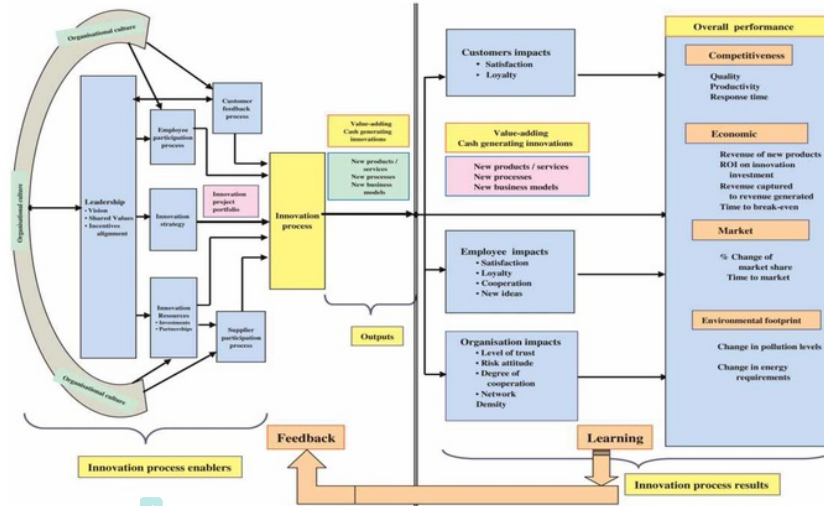 Organisational culture
Organisational culture
Organisational culture
Leadership
• Vision
• Shared Values
• Incentives
alignment
Customer
feedback
process
Employee
participation
process
Innovation
strategy
Innovation
project
portfolio
Innovation
Resources
• Investments
• Partnerships
Supplier
participation
process
Innovation
process
Value-adding
Cash generating
innovations
New products /
services
New processes
New business
models
Outputs
Innovation process enablers
Customers impacts
• Satisfaction
• Loyalty
Value-adding
Cash generating innovations
New products / services
New processes
New business models
Employee impacts
• Satisfaction
• Loyalty
• Cooperation
• New ideas
Organisation impacts
• Level of trust
• Risk attitude
• Degree of
cooperation
• Network
Density
Overall performance
Competitiveness
Quality
Productivity
Response time
Economic
Revenue of new products
ROI on innovation
investment
Revenue captured
to revenue generated
Time to break-even
Market
% Change of
market share
Time to market
Environmental footprint
Change in pollution levels
Change in energy
requirements
Feedback
Learning
Innovation process results